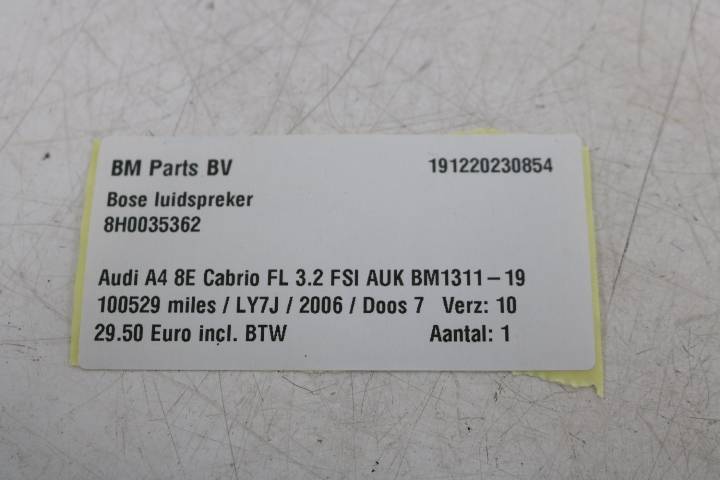 BM Parts BV 191220230854
Bose luidspreker
8H0035362
Audi A4 8E Cabrio FL 3.2 FSI AUK BM1311-19
100529 miles / LY7J / 2006 / Doos 7 Verz: 10
29.50 Euro incl. BTW Aantal: 1